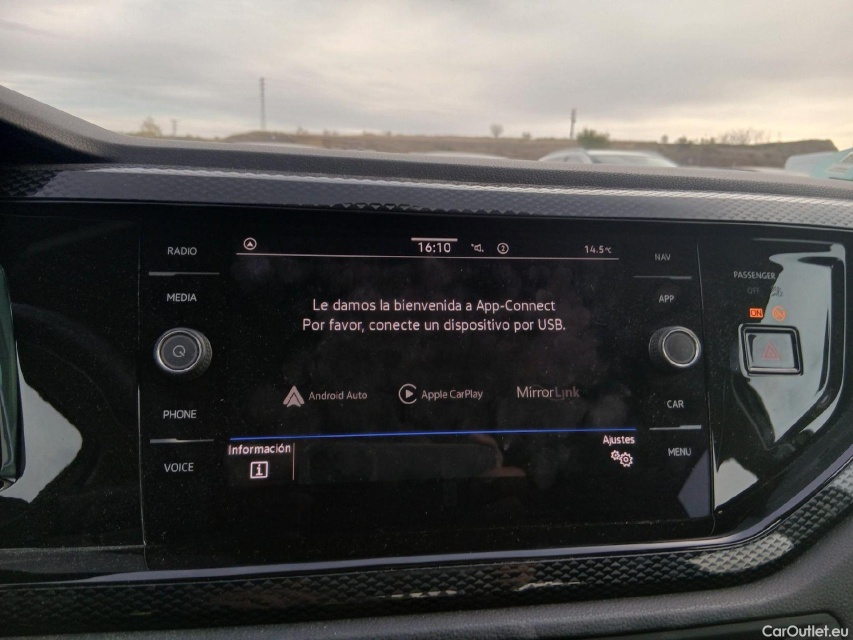 RADIO
MEDIA
PHONE
VOICE
16:10
14.5°C
Le damos la bienvenida a App-Connect
Por favor, conecte un dispositivo por USB.
Android Auto
Apple CarPlay
MirrorLink
Información
Ajustes
NAV
APP
CAR
MENU
PASSENGER
OFF
ON
CarOutlet.eu